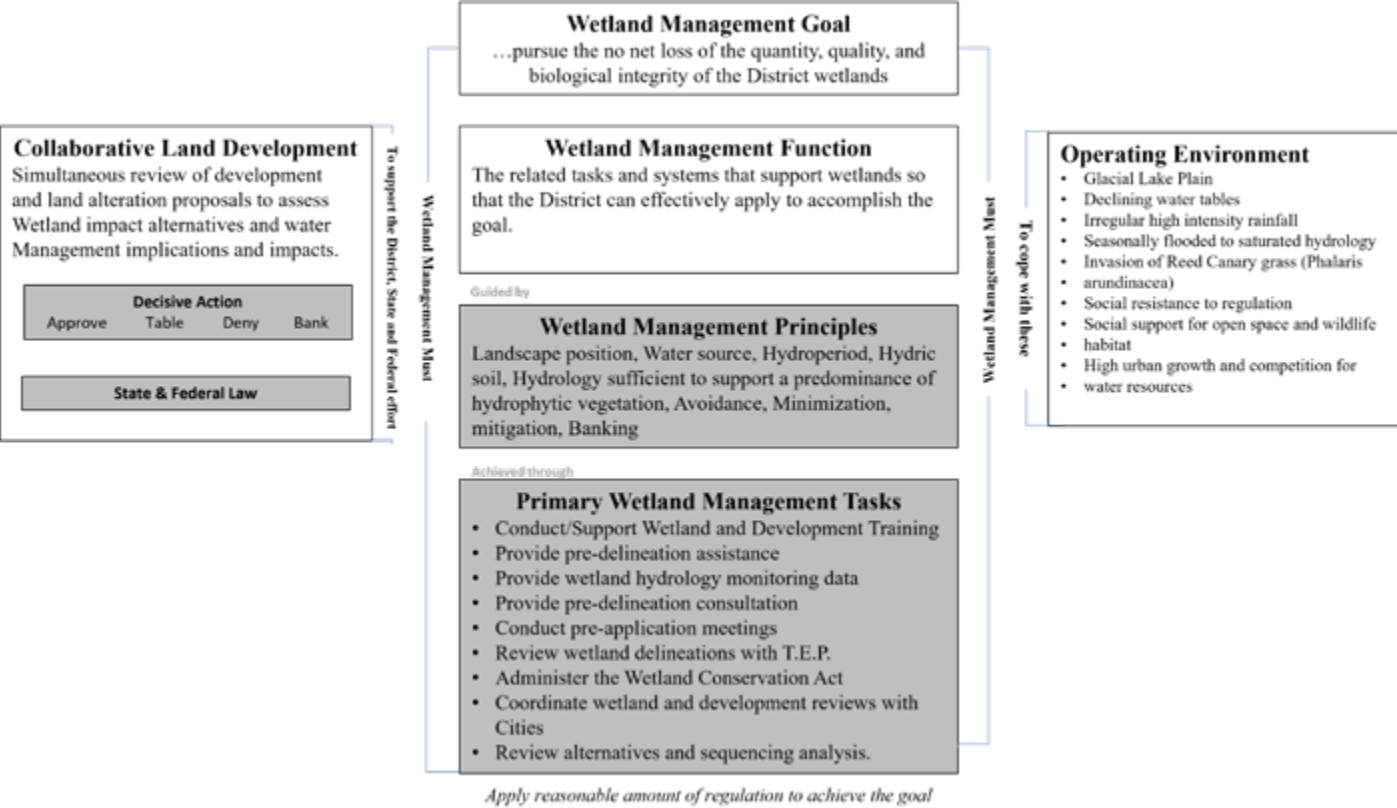 Wetland Management Goal
…pursue the no net loss of the quantity, quality, and
biological integrity of the District wetlands
Collaborative Land Development
Simultaneous review of development
and land alteration proposals to assess
Wetland impact alternatives and water
Management implications and impacts.
Decisive Action
Approve Table Deny Bank
State & Federal Law
To support the District, State and Federal effort
Wetland Management Must
Wetland Management Function
The related tasks and systems that support wetlands so
that the District can effectively apply to accomplish the
goal.
Guided by
Wetland Management Principles
Landscape position, Water source, Hydroperiod, Hydric
soil, Hydrology sufficient to support a predominance of
hydrophytic vegetation, Avoidance, Minimization,
mitigation, Banking
Achieved through
Primary Wetland Management Tasks
• Conduct/Support Wetland and Development Training
• Provide pre-delineation assistance
• Provide wetland hydrology monitoring data
• Provide pre-delineation consultation
• Conduct pre-application meetings
• Review wetland delineations with T.E.P.
• Administer the Wetland Conservation Act
• Coordinate wetland and development reviews with
Cities
• Review alternatives and sequencing analysis.
Apply reasonable amount of regulation to achieve the goal
Wetland Management Must
To cope with these
Operating Environment
• Glacial Lake Plain
• Declining water tables
• Irregular high intensity rainfall
• Seasonally flooded to saturated hydrology
• Invasion of Reed Canary grass (Phalaris
• arundinacea)
• Social resistance to regulation
• Social support for open space and wildlife
• habitat
• High urban growth and competition for
• water resources